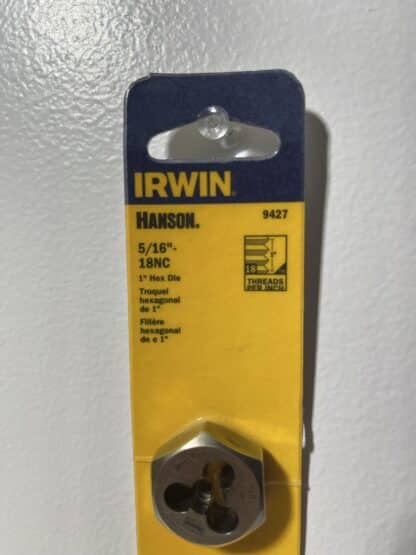 IRWIN.
HANSON.
9427
5/16"-
18NC
1" Hex Die
Troquel
hexagonal
de 1"
Filière
hexagonal
de e 1"
1"
18
THREADS
PER INCH